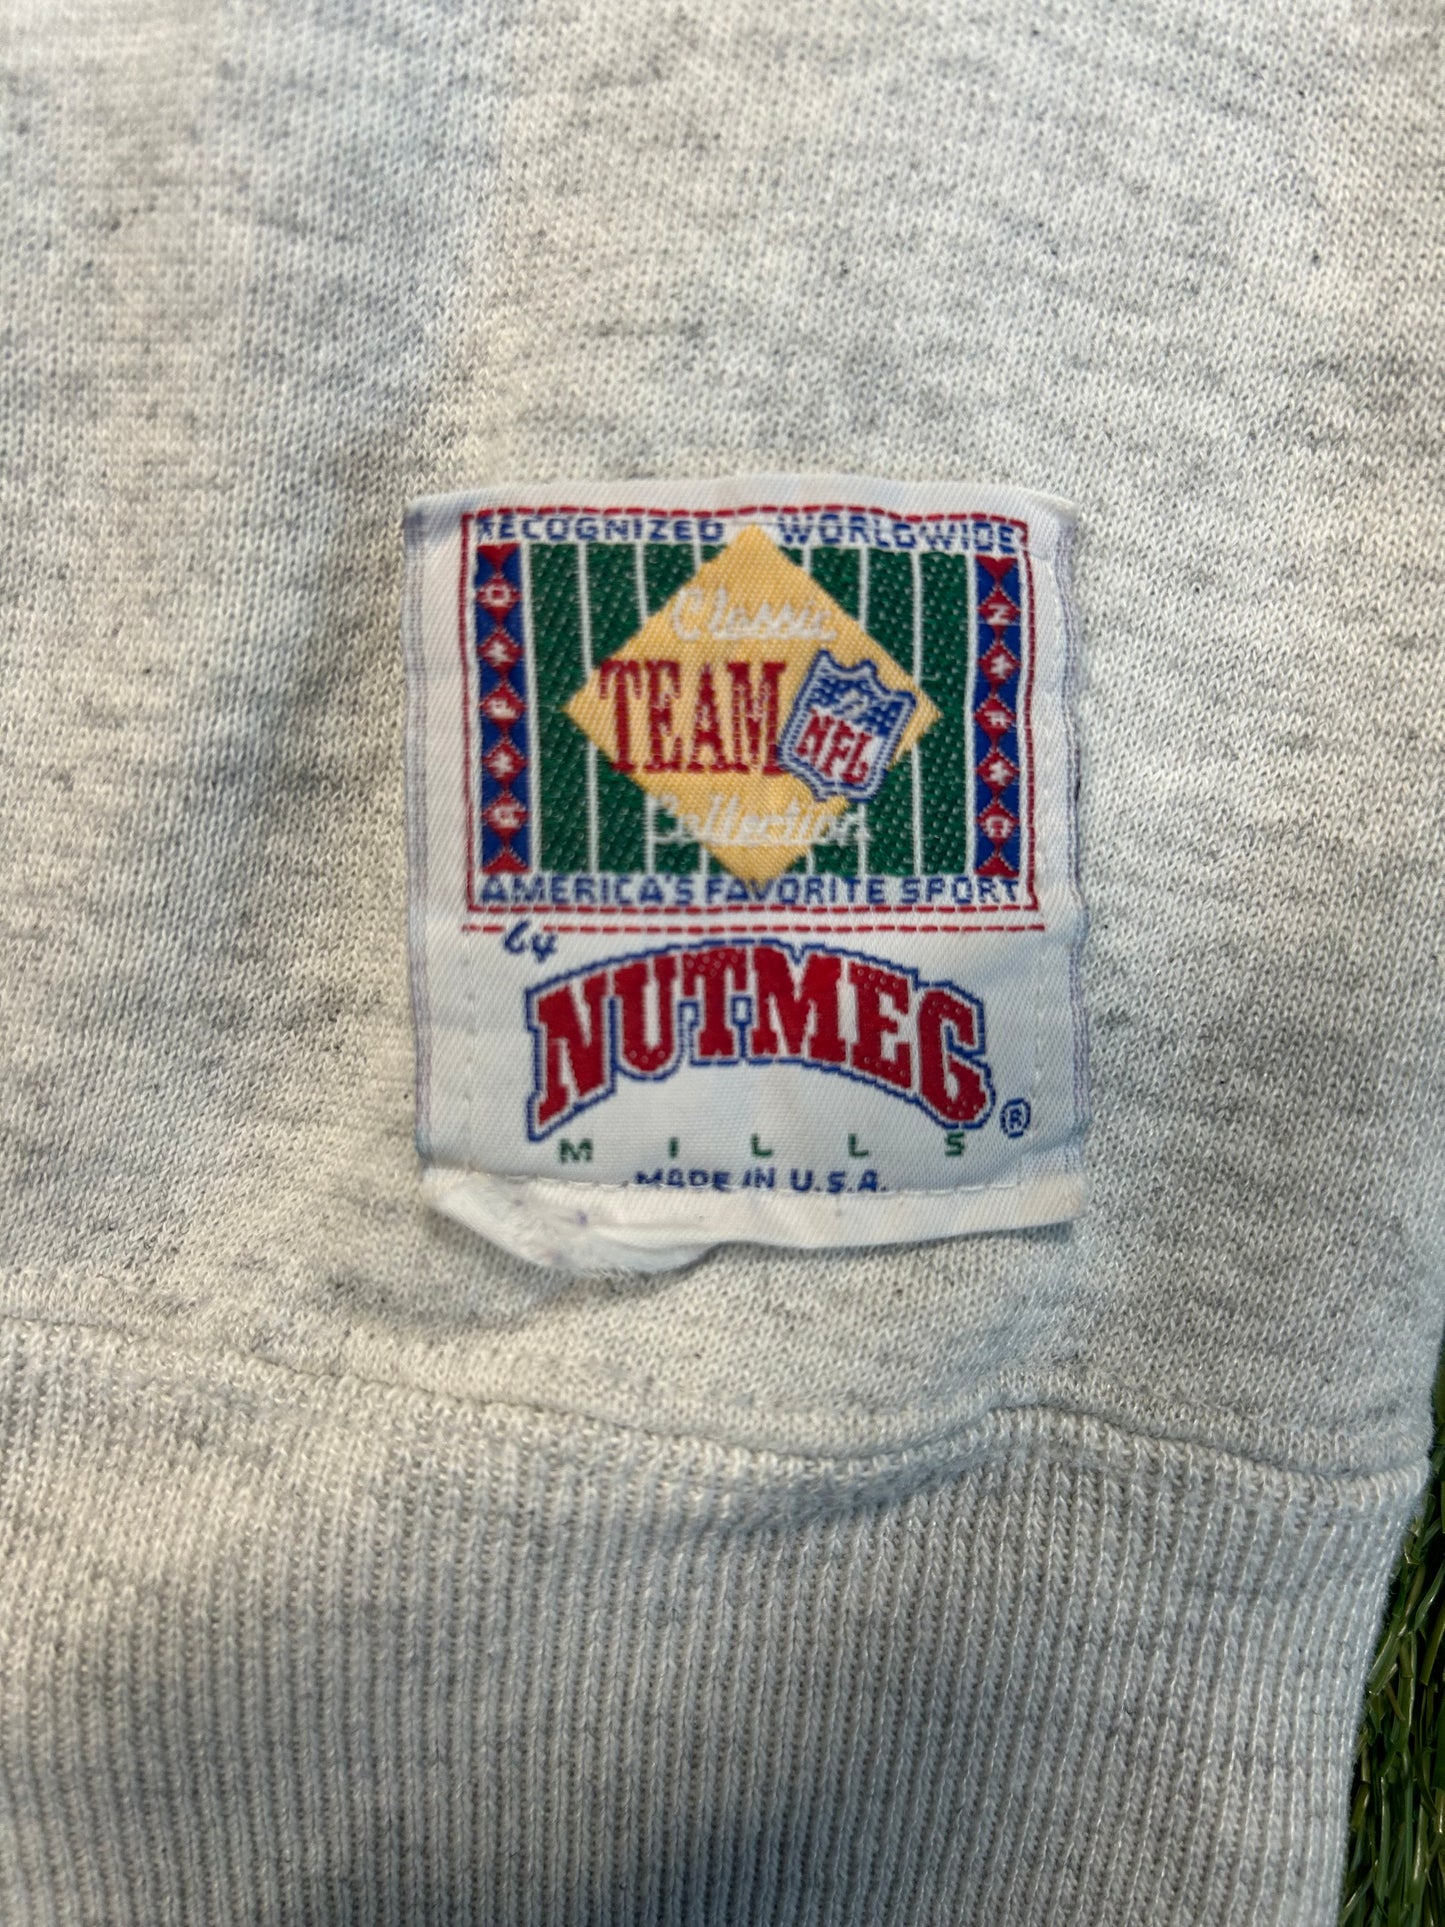 RECOGNIZED WORLDWIDE
Classic
TEAM
NFL
Collection
AMERICA'S FAVORITE SPORT
by
NUTMEG
®
MILLS
MADE IN U.S.A.